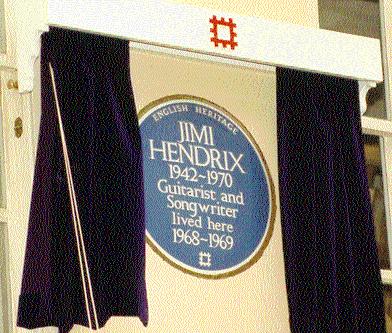 ENGLISH HERITAGE
JIMI
HENDRIX
1942~1970
Guitarist and
Songwriter
lived here
1968~1969